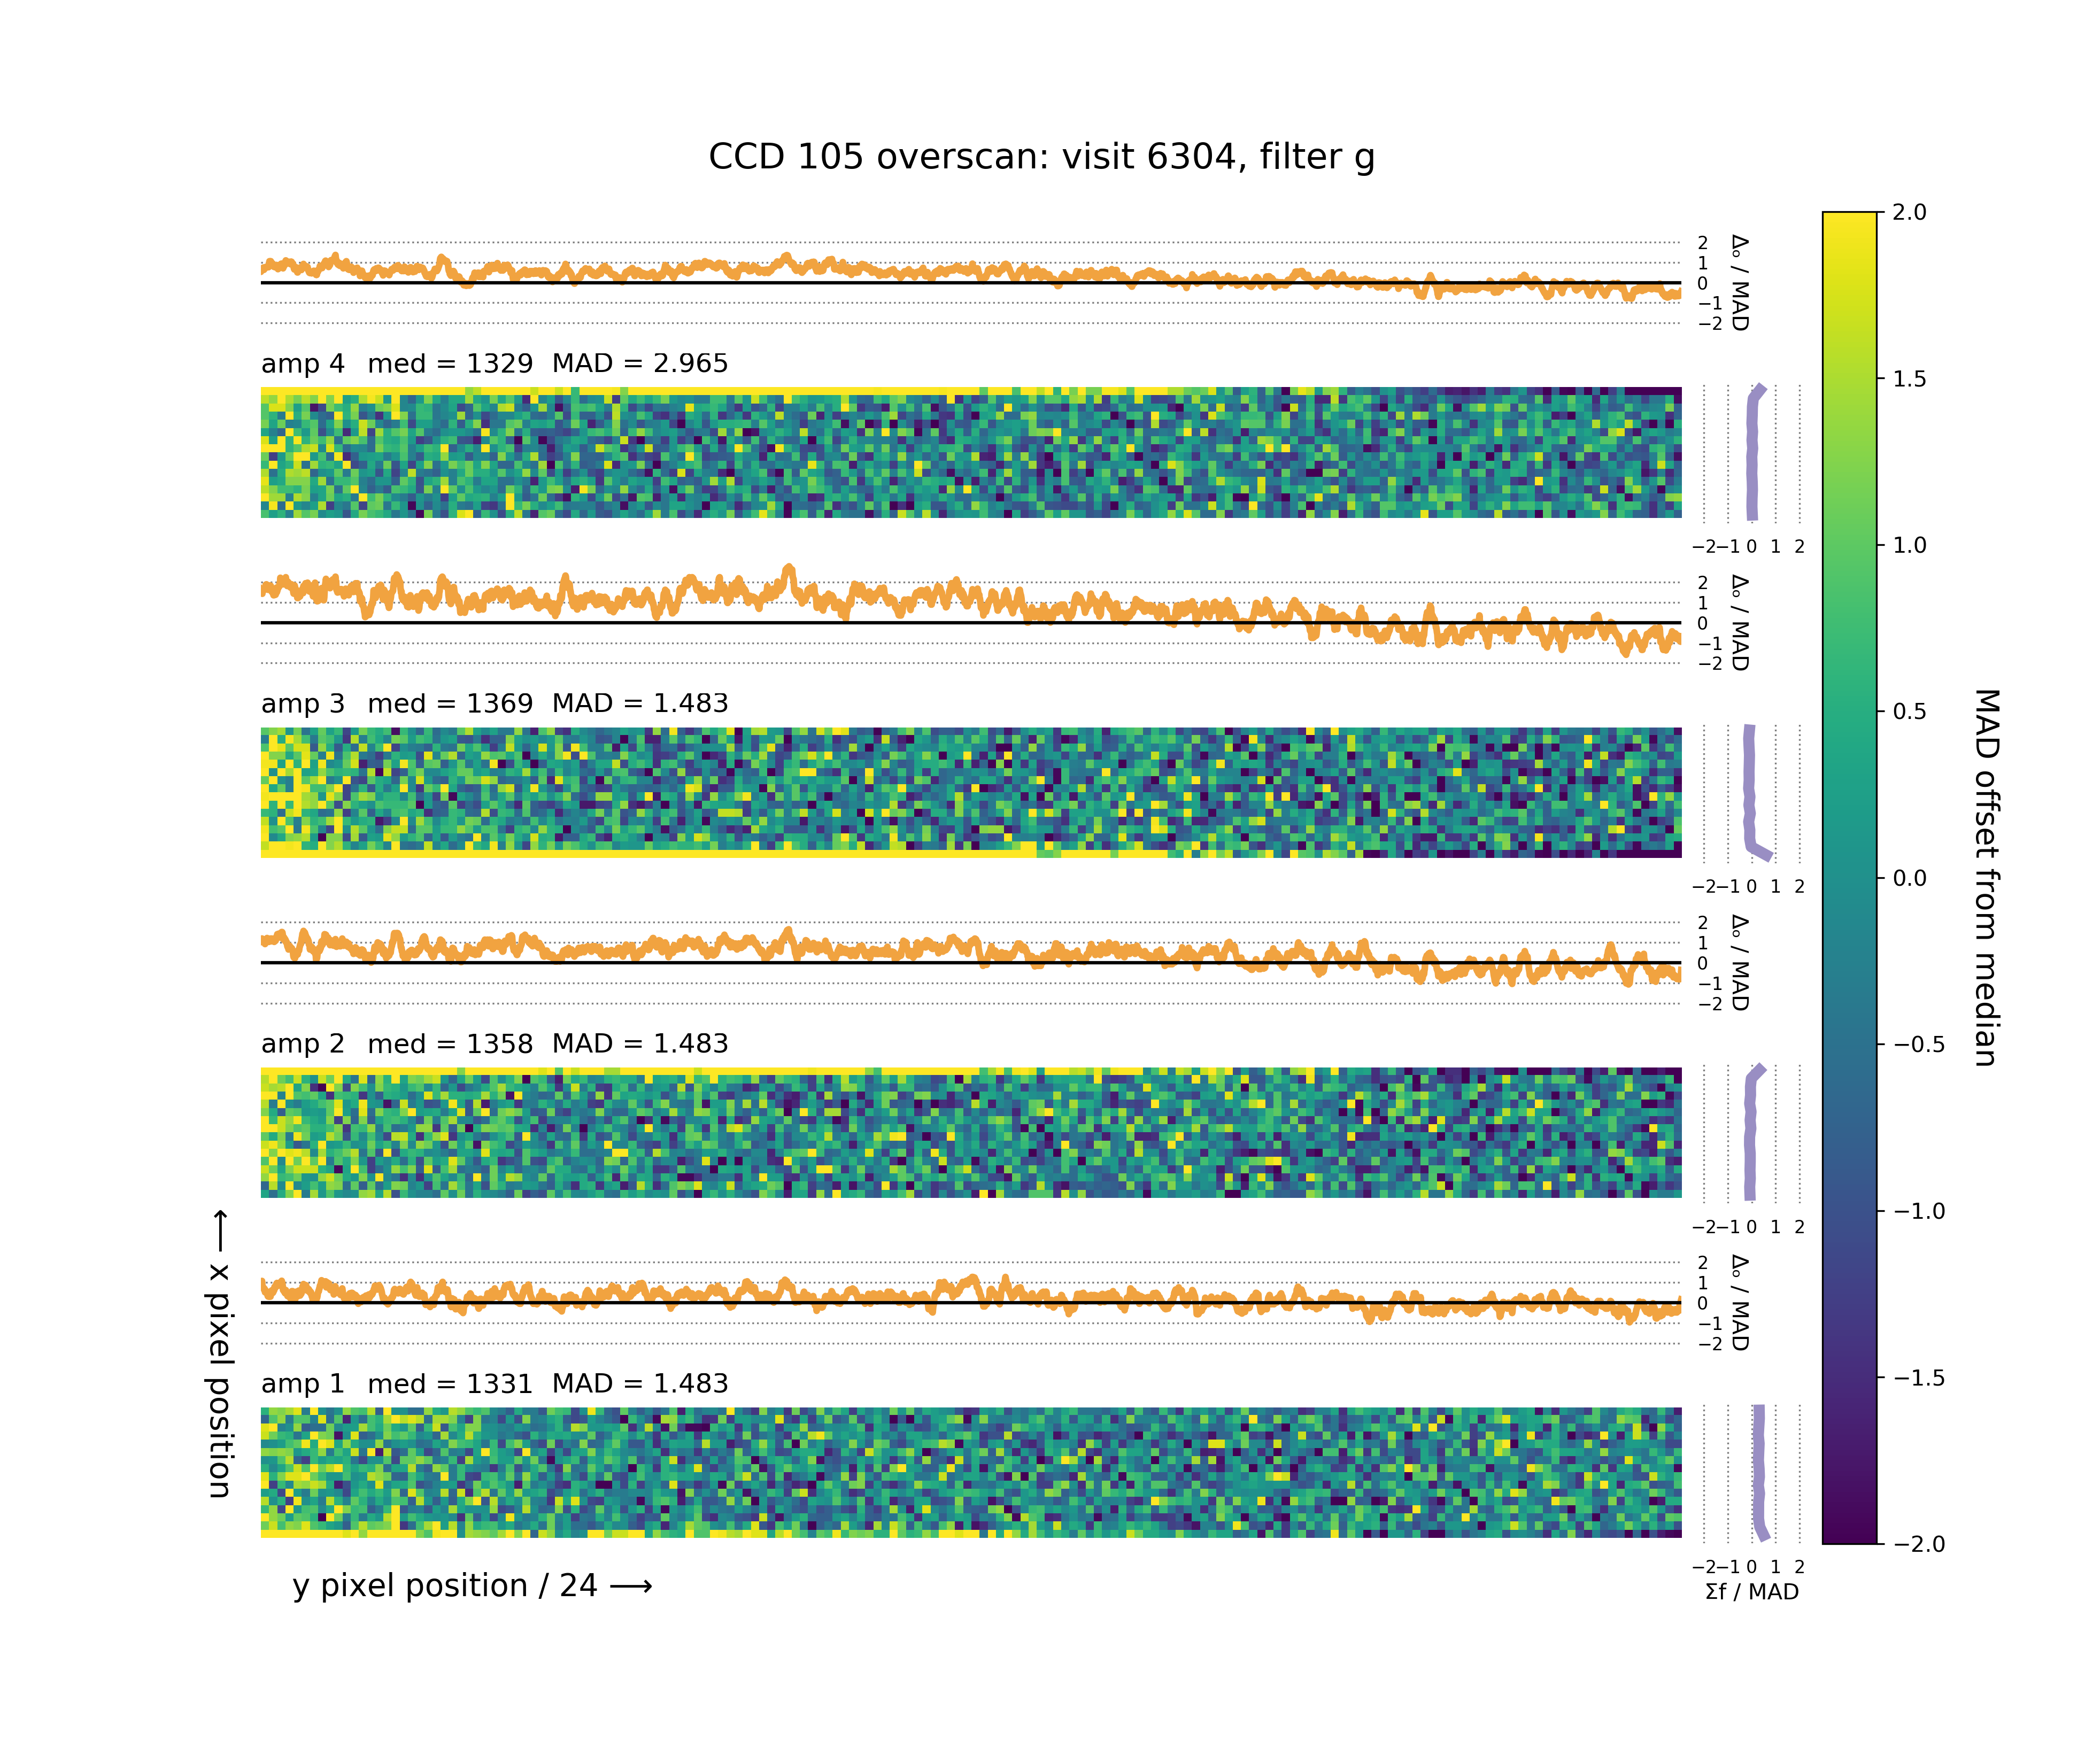 CCD 105 overscan: visit 6304, filter g
2
1
0
−1
−2
Δₒ / MAD
amp 4 med = 1329 MAD = 2.965
−2 −1 0 1 2
2
1
0
−1
−2
Δₒ / MAD
amp 3 med = 1369 MAD = 1.483
−2 −1 0 1 2
2
1
0
−1
−2
Δₒ / MAD
amp 2 med = 1358 MAD = 1.483
−2 −1 0 1 2
2
1
0
−1
−2
Δₒ / MAD
amp 1 med = 1331 MAD = 1.483
−2 −1 0 1 2
Σf / MAD
⟵ x pixel position
y pixel position / 24 ⟶
2.0
1.5
1.0
0.5
0.0
−0.5
−1.0
−1.5
−2.0
MAD offset from median